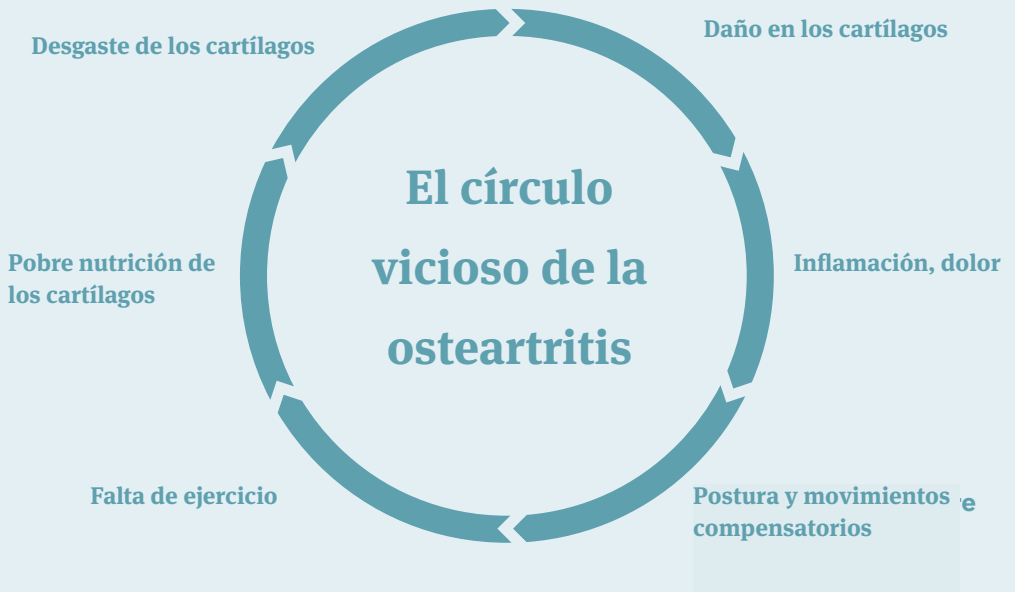 El círculo
vicioso de la
osteartritis
Daño en los cartílagos
Inflamación, dolor
Postura y movimientos
compensatorios
Falta de ejercicio
Pobre nutrición de
los cartílagos
Desgaste de los cartílagos